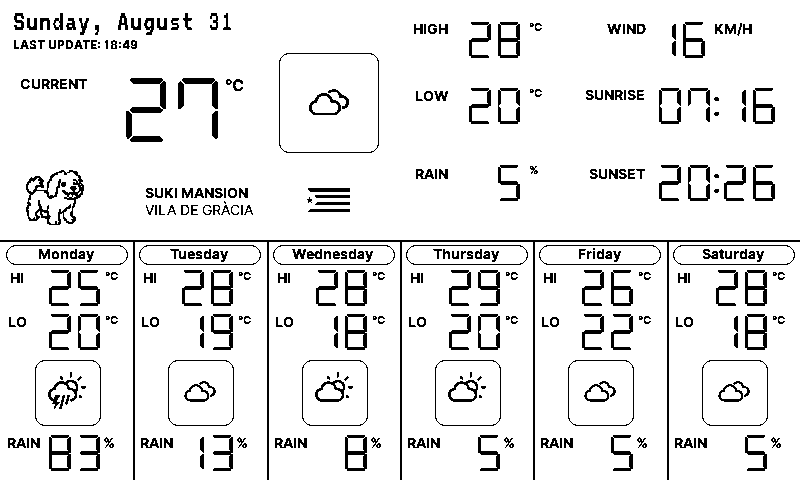 Sunday, August 31
LAST UPDATE: 18:49
CURRENT 27 °C
HIGH 28 °C
WIND 16 KM/H
LOW 20 °C
SUNRISE 07:16
RAIN 5 %
SUNSET 20:26
SUKI MANSION
VILA DE GRÀCIA
Monday
HI 25 °C
LO 20 °C
RAIN 83 %
Tuesday
HI 28 °C
LO 19 °C
RAIN 13 %
Wednesday
HI 28 °C
LO 18 °C
RAIN 8 %
Thursday
HI 29 °C
LO 20 °C
RAIN 5 %
Friday
HI 26 °C
LO 22 °C
RAIN 5 %
Saturday
HI 28 °C
LO 18 °C
RAIN 5 %